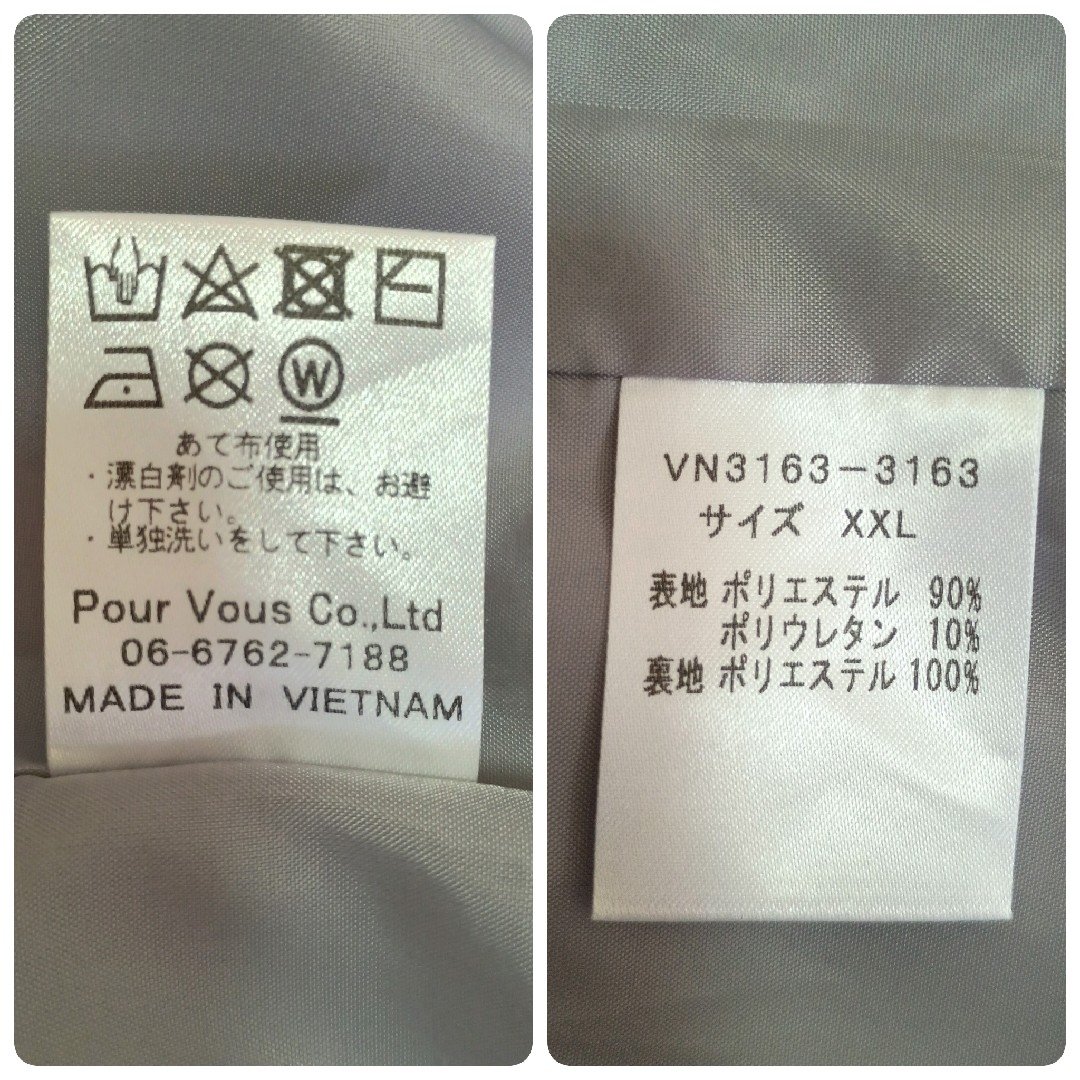 W
あて布使用
・漂白剤のご使用は、お避
け下さい。
・単独洗いをして下さい。
Pour Vous Co.,Ltd
06-6762-7188
MADE IN VIETNAM
VN3163-3163
サイズ XXL
表地 ポリエステル 90%
ポリウレタン 10%
裏地 ポリエステル 100%